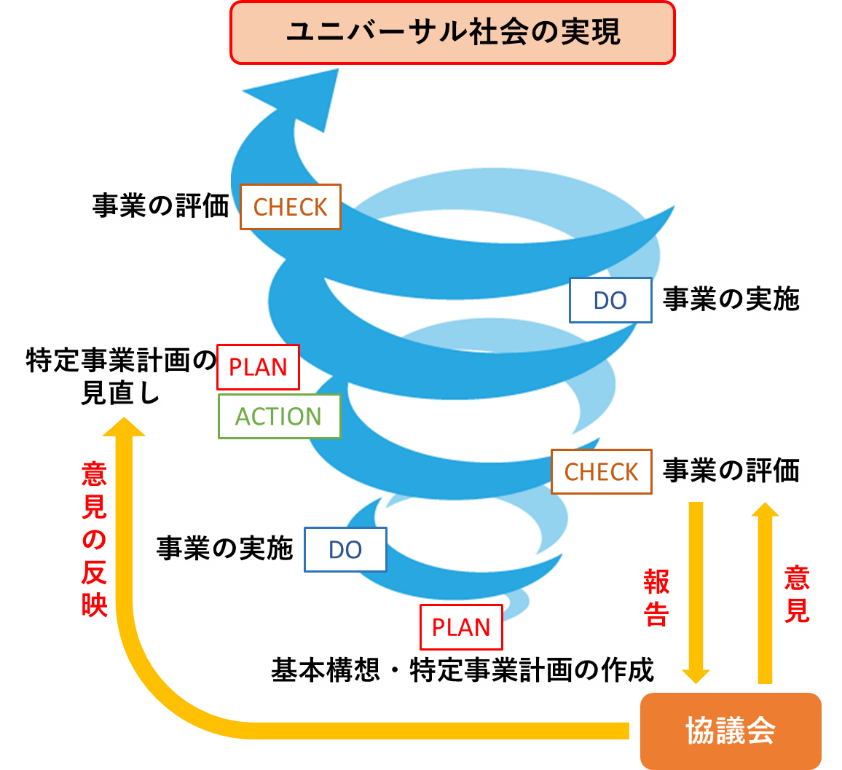 ユニバーサル社会の実現
事業の評価
CHECK
DO
事業の実施
特定事業計画の
見直し
PLAN
ACTION
CHECK
事業の評価
意見の反映
事業の実施
DO
報告
意見
PLAN
基本構想・特定事業計画の作成
協議会